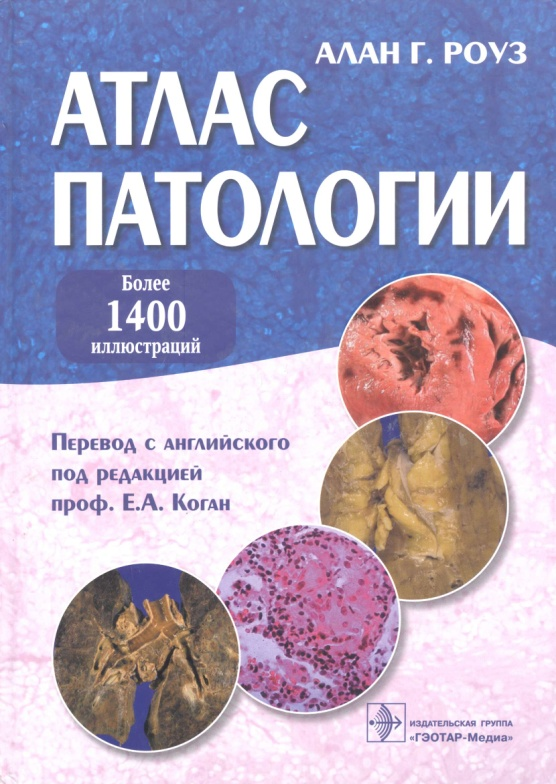 Алан Г. Роуз
Атлас
патологии
Более
1400
иллюстраций
Перевод с английского
под редакцией
проф. Е.А. Коган
ИЗДАТЕЛЬСКАЯ ГРУППА
«ГЭОТАР-Медиа»